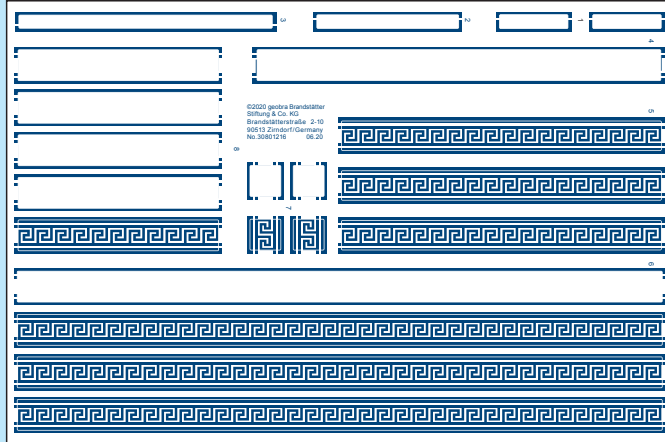 3
2
1
4
©2020 geobra Brandstätter
Stiftung & Co. KG
Brandstätterstraße 2-10
90513 Zirndorf/Germany
No.30801216 06.20
5
8
7
6